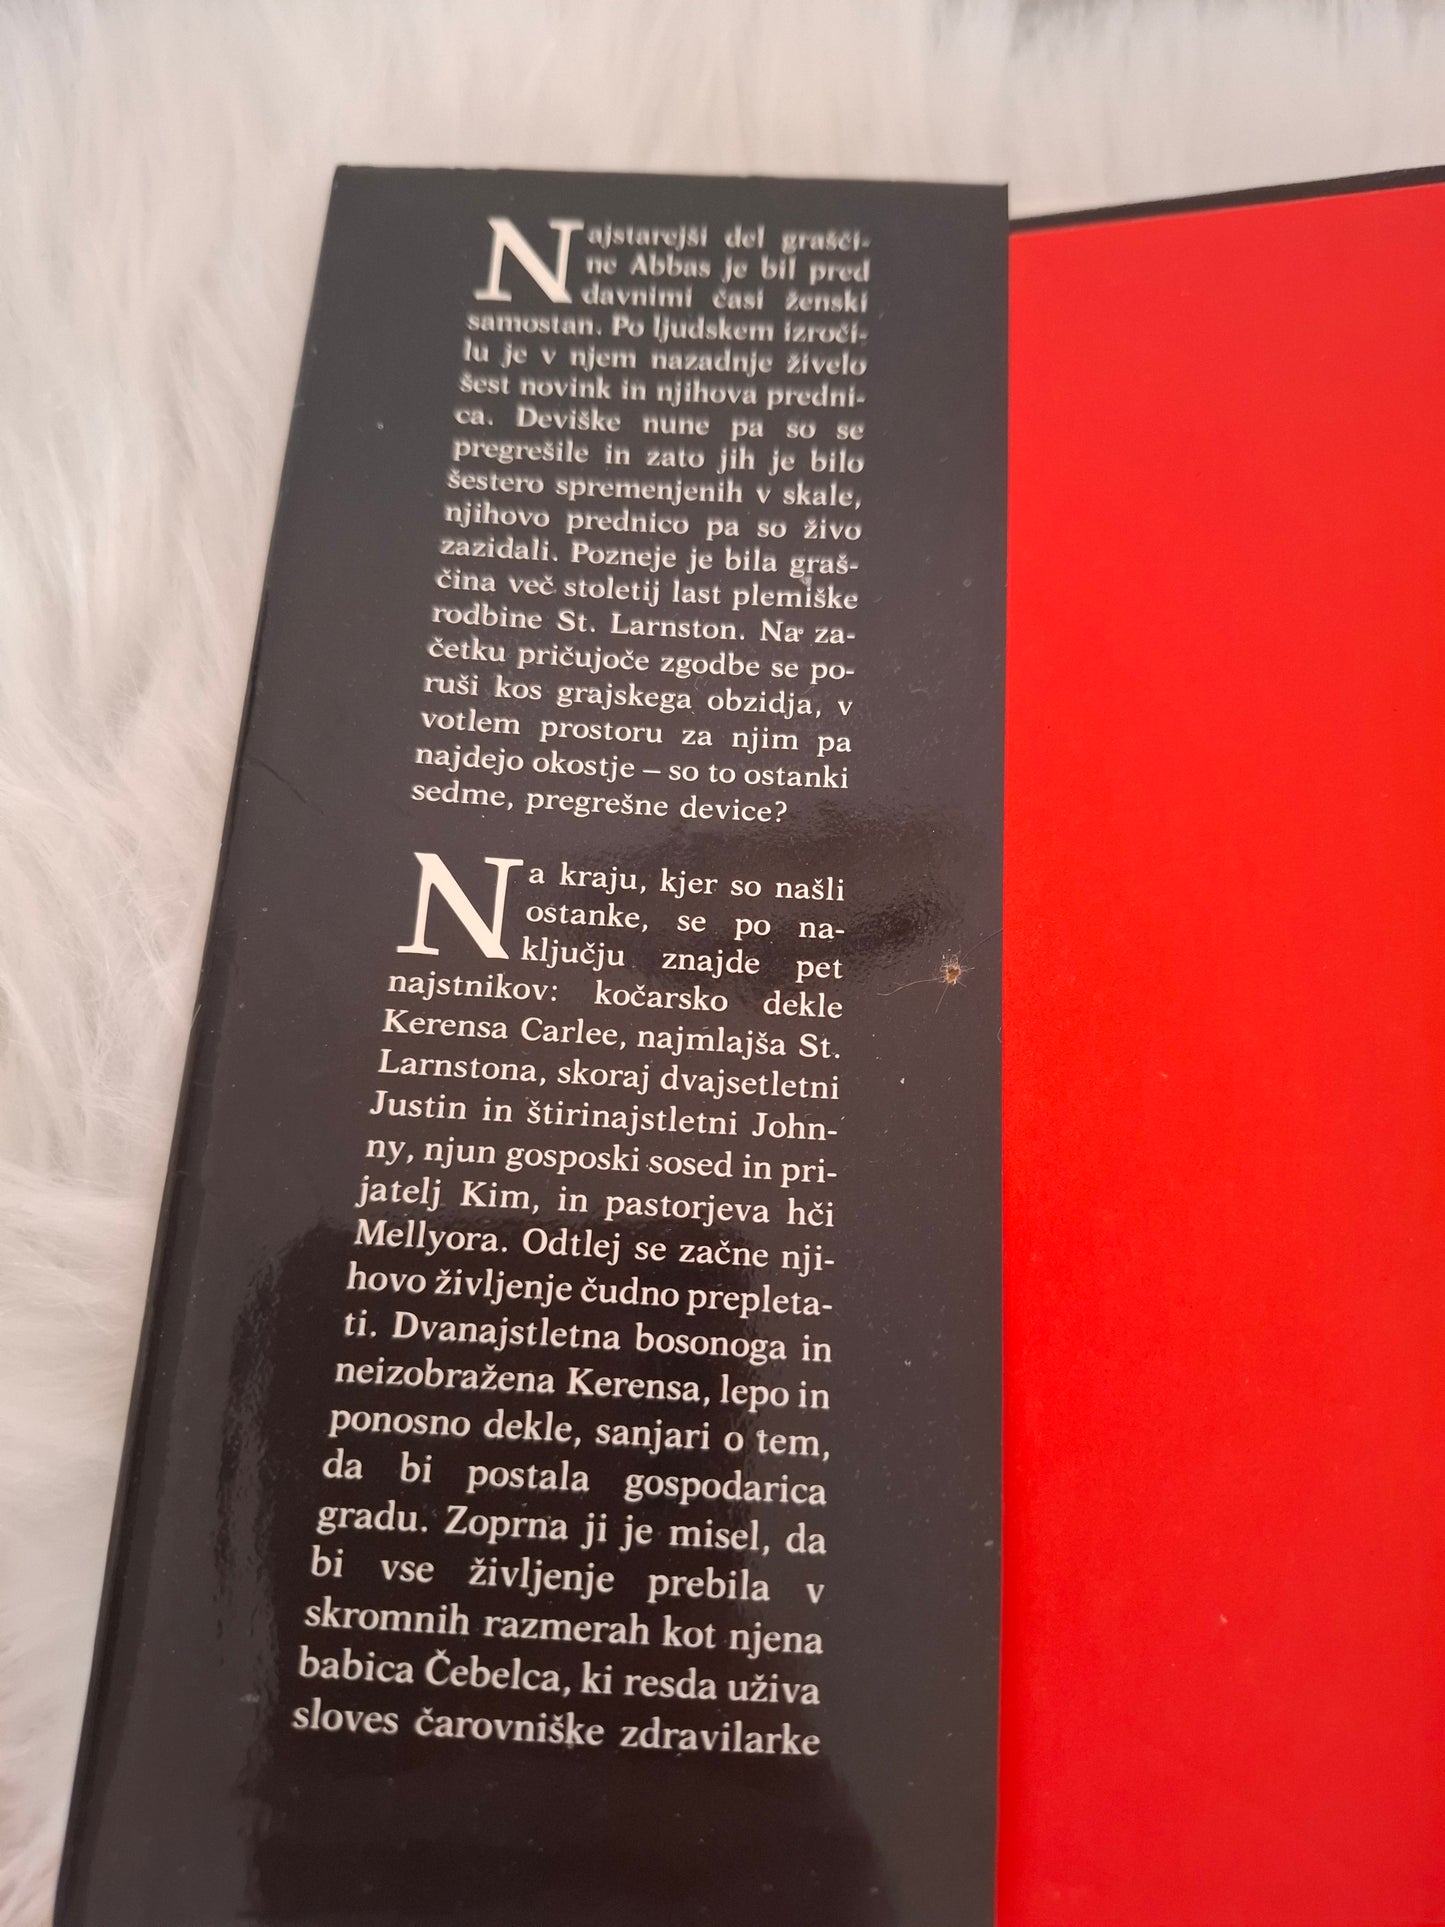 Najstarejši del grašči-
ne Abbas je bil pred
davnimi časi ženski
samostan. Po ljudskem izroči-
lu je v njem nazadnje živelo
šest novink in njihova predni-
ca. Deviške nune pa so se
pregrešile in zato jih je bilo
šestero spremenjenih v skale,
njihovo prednico pa so živo
zazidali. Pozneje je bila graš-
čina več stoletij last plemiške
rodbine St. Larnston. Na za-
četku pričujoče zgodbe se po-
ruši kos grajskega obzidja, v
votlem prostoru za njim pa
najdejo okostje – so to ostanki
sedme, pregrešne device?
Na kraju, kjer so našli
ostanke, se po na-
ključju znajde pet
najstnikov: kočarsko dekle
Kerensa Carlee, najmlajša St.
Larnstona, skoraj dvajsetletni
Justin in štirinajstletni John-
ny, njun gosposki sosed in pri-
jatelj Kim, in pastorjeva hči
Mellyora. Odtlej se začne nji-
hovo življenje čudno prepleta-
ti. Dvanajstletna bosonoga in
neizobražena Kerensa, lepo in
ponosno dekle, sanjari o tem,
da bi postala gospodarica
gradu. Zoprna ji je misel, da
bi vse življenje prebila v
skromnih razmerah kot njena
babica Čebelca, ki resda uživa
sloves čarovniške zdravilarke